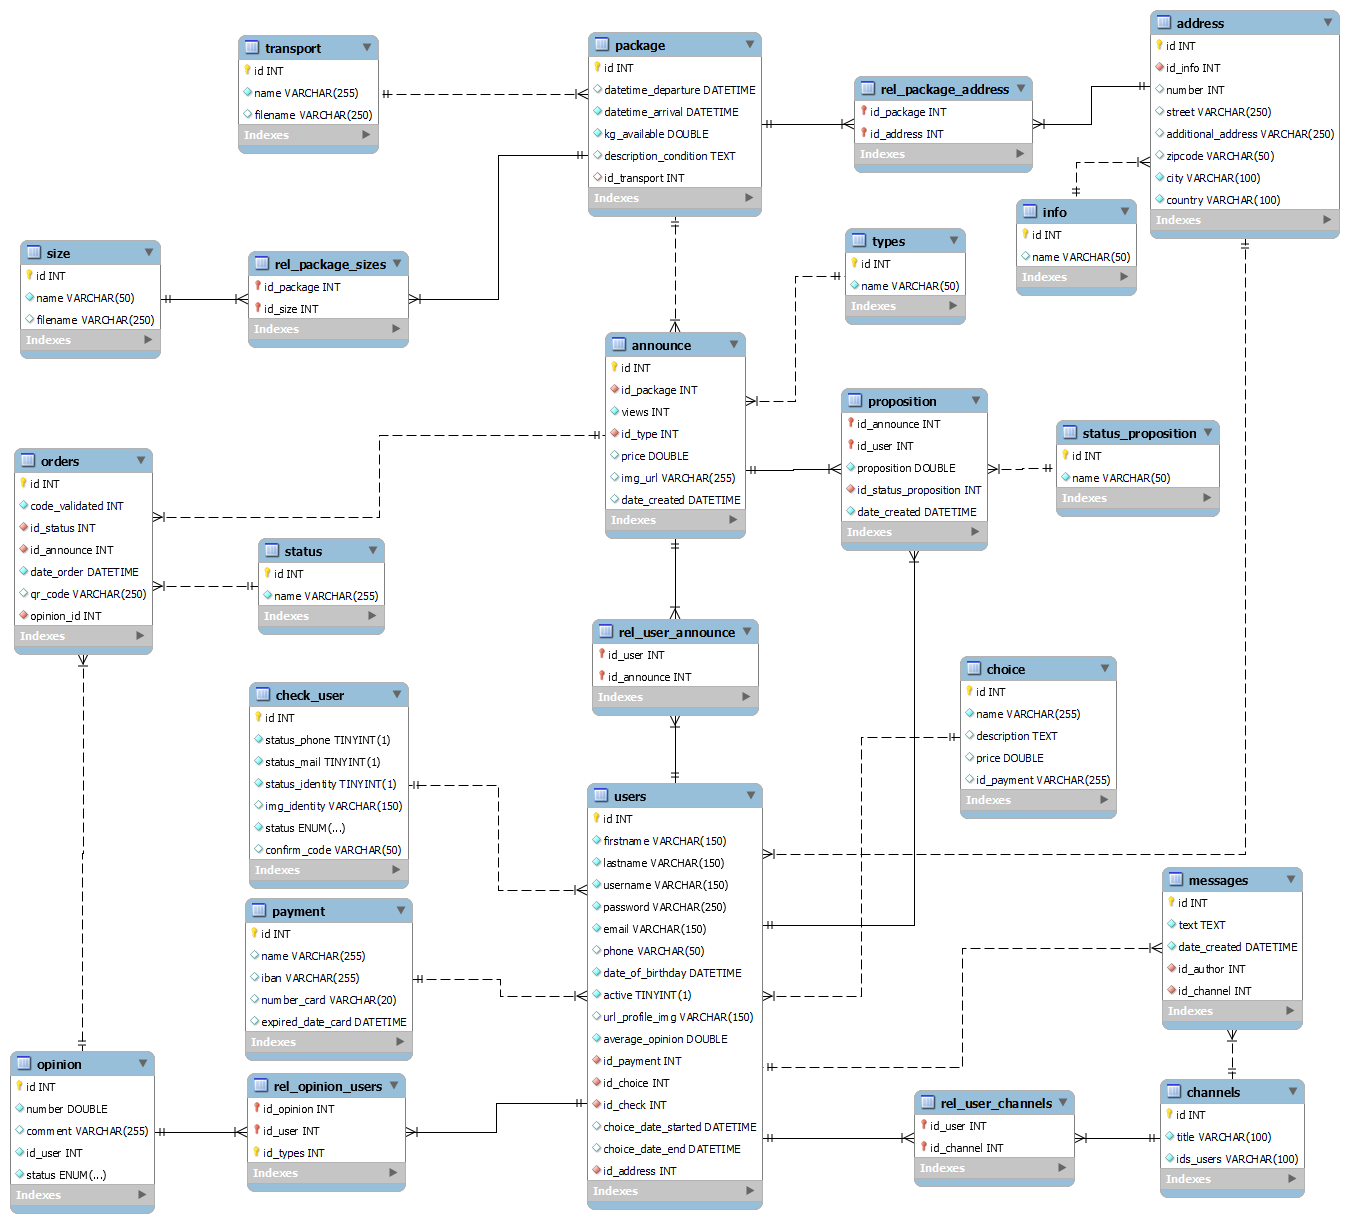 transport
id INT
name VARCHAR(255)
filename VARCHAR(250)
Indexes
package
id INT
datetime_departure DATETIME
datetime_arrival DATETIME
kg_available DOUBLE
description_condition TEXT
id_transport INT
Indexes
rel_package_address
id_package INT
id_address INT
Indexes
address
id INT
id_info INT
number INT
street VARCHAR(250)
additional_address VARCHAR(250)
zipcode VARCHAR(50)
city VARCHAR(100)
country VARCHAR(100)
Indexes
info
id INT
name VARCHAR(50)
Indexes
size
id INT
name VARCHAR(50)
filename VARCHAR(250)
Indexes
rel_package_sizes
id_package INT
id_size INT
Indexes
types
id INT
name VARCHAR(50)
Indexes
announce
id INT
id_package INT
views INT
id_type INT
price DOUBLE
img_url VARCHAR(255)
date_created DATETIME
Indexes
proposition
id_announce INT
id_user INT
proposition DOUBLE
id_status_proposition INT
date_created DATETIME
Indexes
status_proposition
id INT
name VARCHAR(50)
Indexes
orders
id INT
code_validated INT
id_status INT
id_announce INT
date_order DATETIME
qr_code VARCHAR(250)
opinion_id INT
Indexes
status
id INT
name VARCHAR(255)
Indexes
rel_user_announce
id_user INT
id_announce INT
Indexes
check_user
id INT
status_phone TINYINT(1)
status_mail TINYINT(1)
status_identity TINYINT(1)
img_identity VARCHAR(150)
status ENUM(...)
confirm_code VARCHAR(50)
Indexes
choice
id INT
name VARCHAR(255)
description TEXT
price DOUBLE
id_payment VARCHAR(255)
Indexes
users
id INT
firstname VARCHAR(150)
lastname VARCHAR(150)
username VARCHAR(150)
password VARCHAR(250)
email VARCHAR(150)
phone VARCHAR(50)
date_of_birthday DATETIME
active TINYINT(1)
url_profile_img VARCHAR(150)
average_opinion DOUBLE
id_payment INT
id_choice INT
id_check INT
choice_date_started DATETIME
choice_date_end DATETIME
id_address INT
Indexes
payment
id INT
name VARCHAR(255)
iban VARCHAR(255)
number_card VARCHAR(20)
expired_date_card DATETIME
Indexes
messages
id INT
text TEXT
date_created DATETIME
id_author INT
id_channel INT
Indexes
opinion
id INT
number DOUBLE
comment VARCHAR(255)
id_user INT
status ENUM(...)
Indexes
rel_opinion_users
id_opinion INT
id_user INT
id_types INT
Indexes
rel_user_channels
id_user INT
id_channel INT
Indexes
channels
id INT
title VARCHAR(100)
ids_users VARCHAR(100)
Indexes